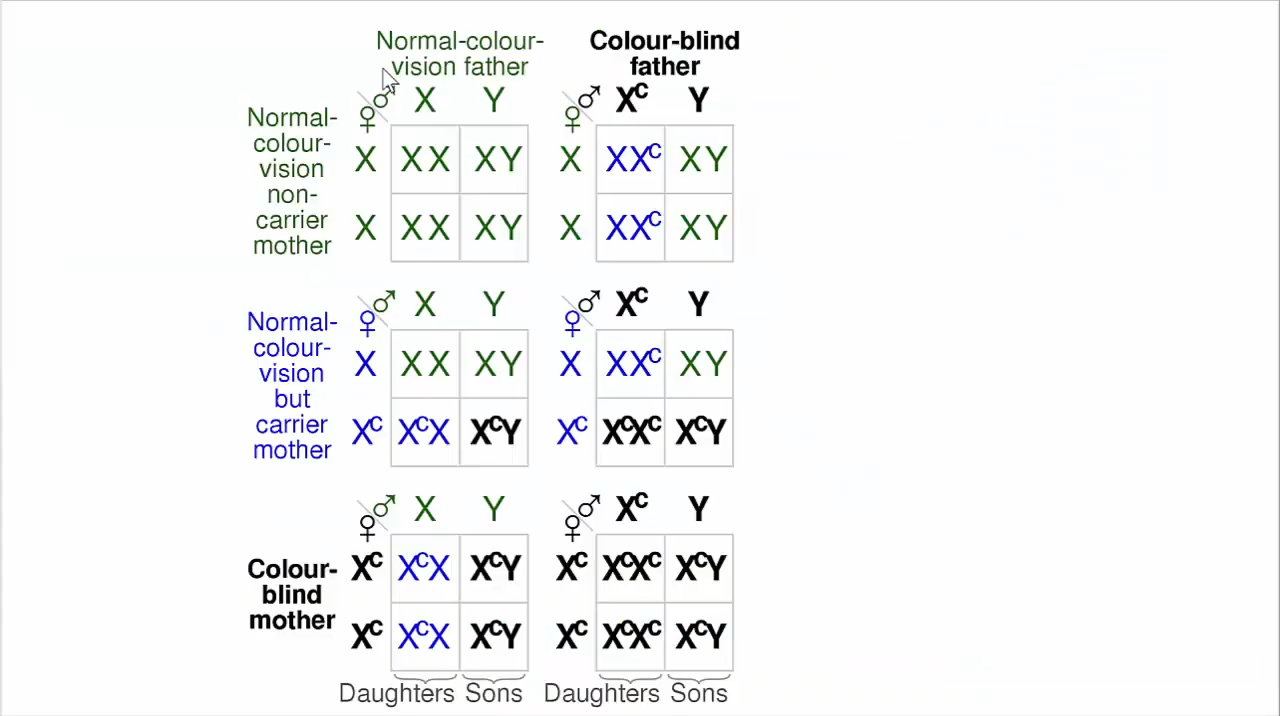 Normal-colour-
vision father
Colour-blind
father
Normal-
colour-
vision
non-
carrier
mother
♀♂ X Y
X XX XY
X XX XY
♀♂ Xᶜ Y
X XXᶜ XY
X XXᶜ XY
Normal-
colour-
vision
but
carrier
mother
♀♂ X Y
X XX XY
Xᶜ XᶜX XᶜY
♀♂ Xᶜ Y
X XXᶜ XY
Xᶜ XᶜXᶜ XᶜY
Colour-
blind
mother
♀♂ X Y
Xᶜ XᶜX XᶜY
Xᶜ XᶜX XᶜY
♀♂ Xᶜ Y
Xᶜ XᶜXᶜ XᶜY
Xᶜ XᶜXᶜ XᶜY
Daughters Sons Daughters Sons